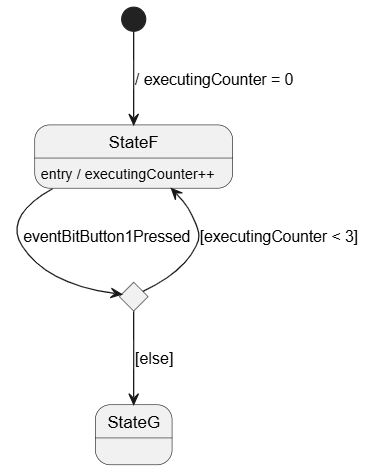 / executingCounter = 0
StateF
entry / executingCounter++
eventBitButton1Pressed
[executingCounter < 3]
[else]
StateG